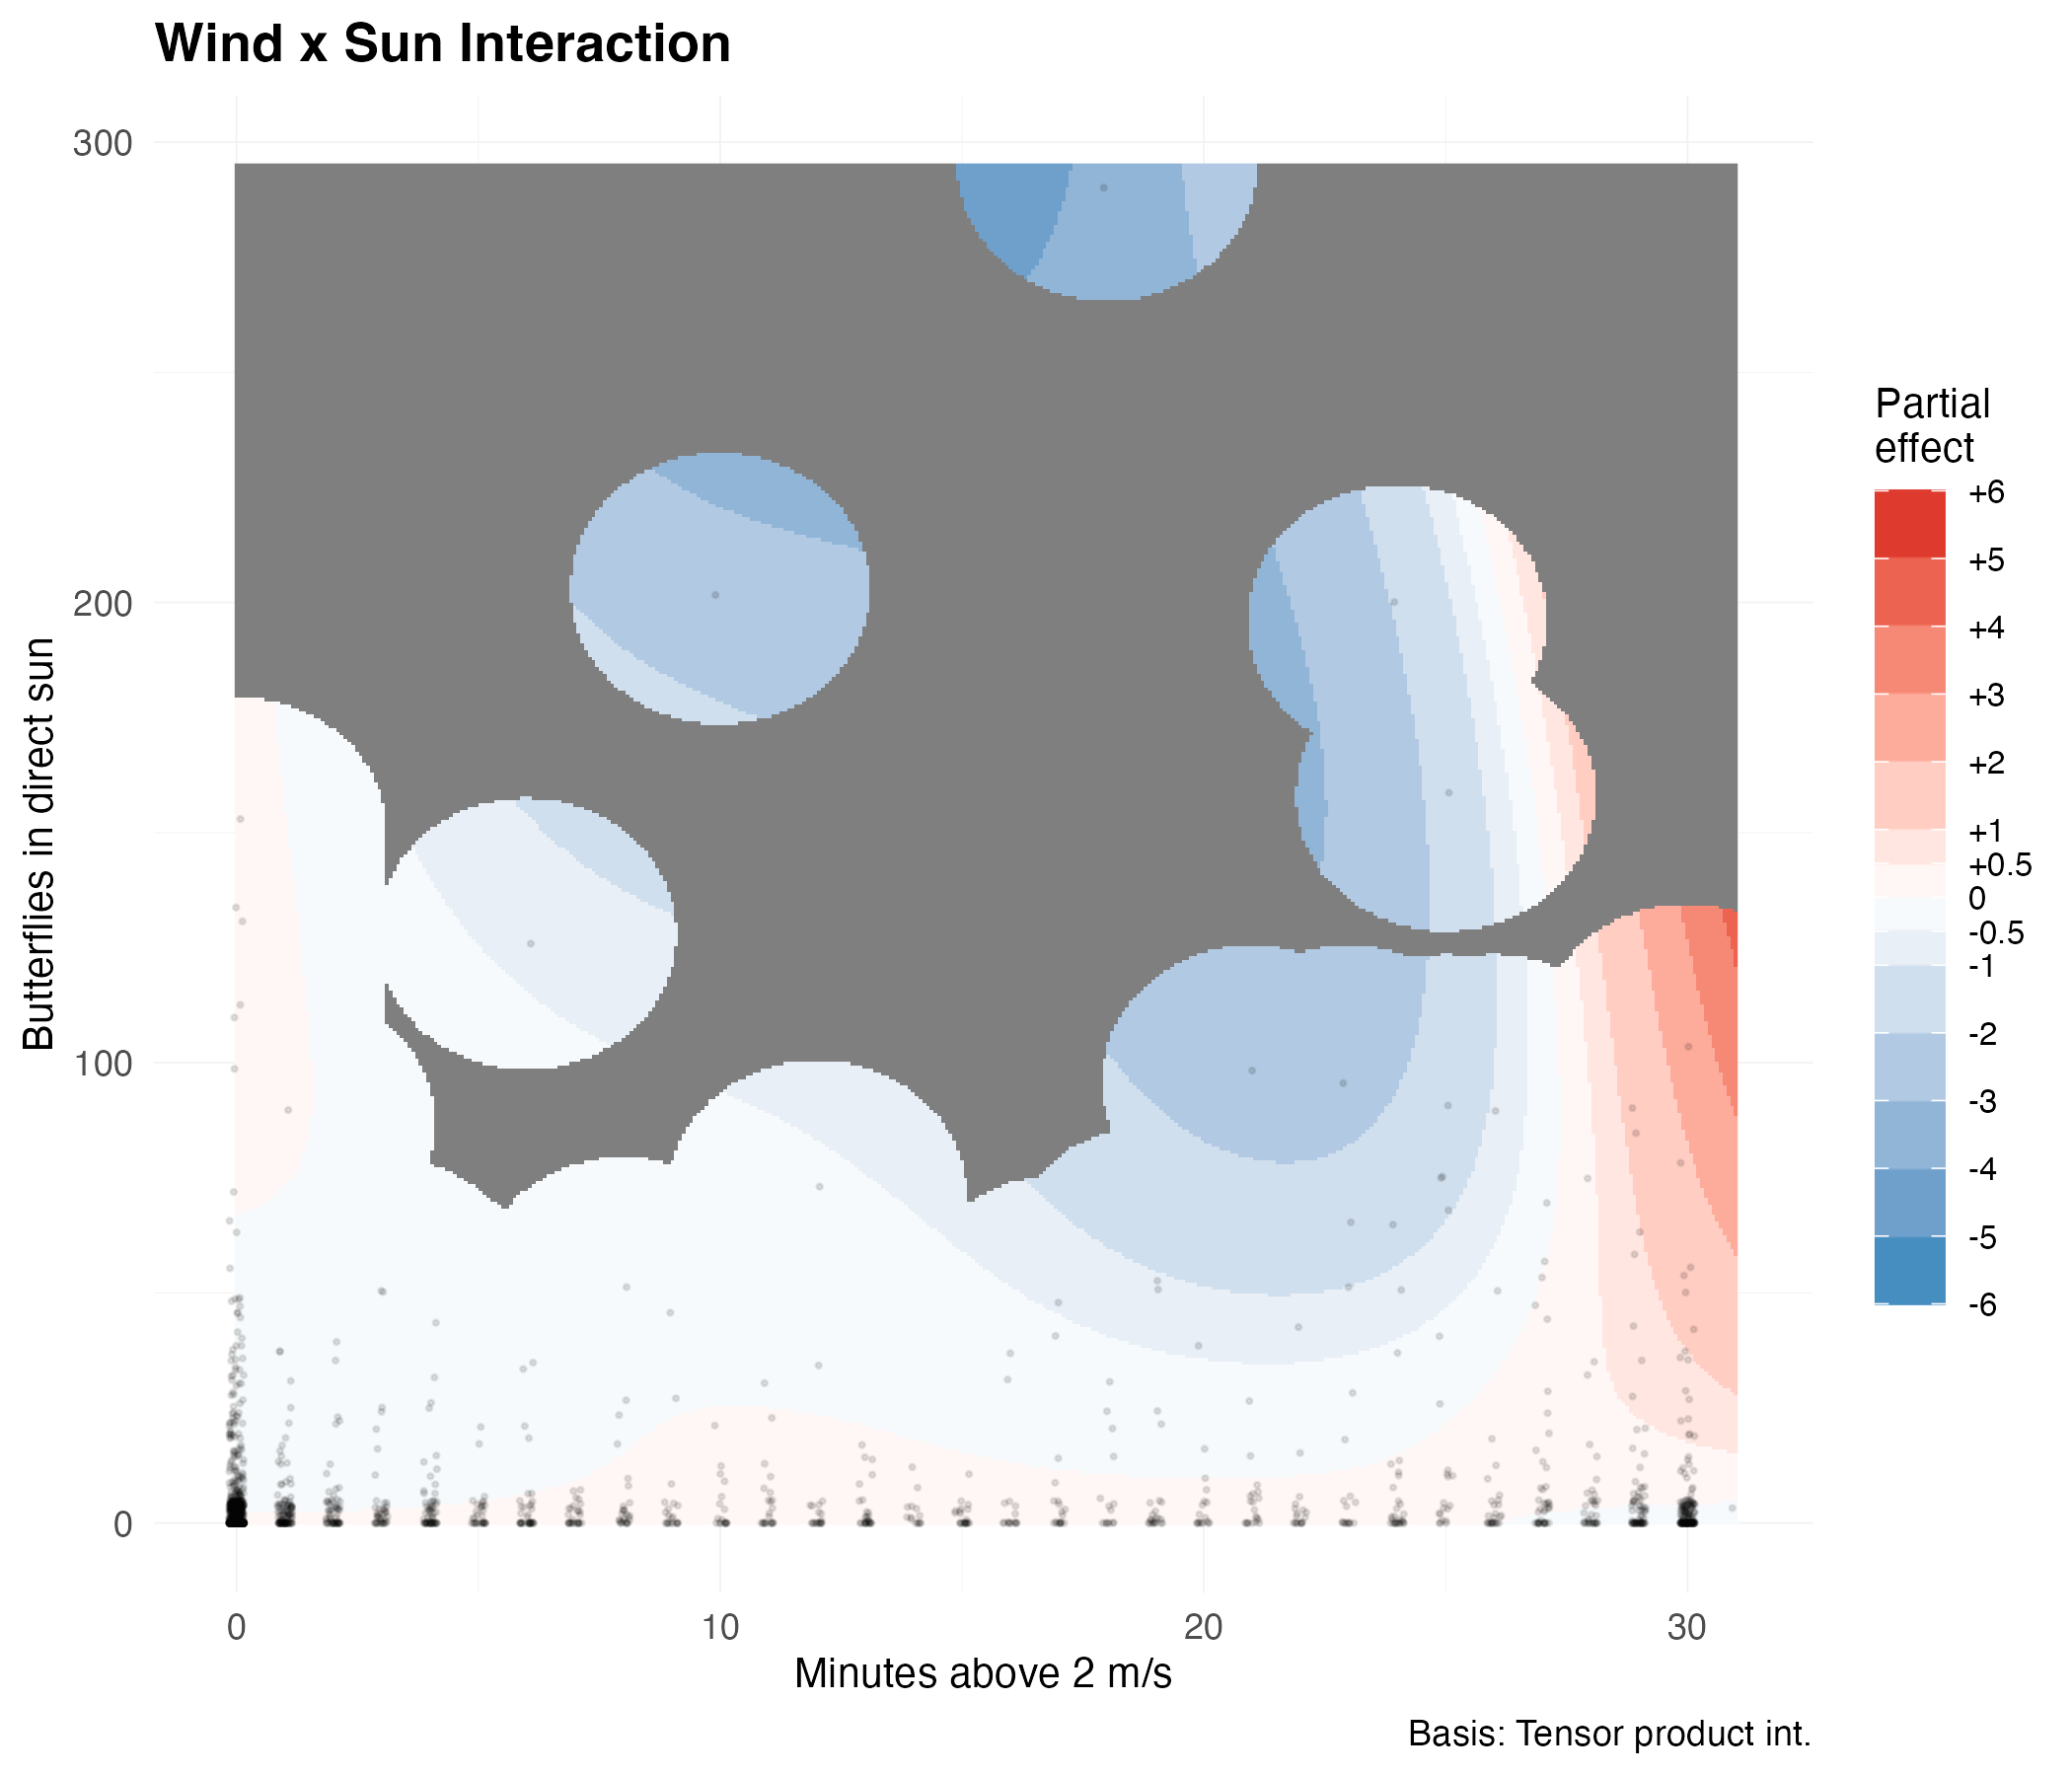 Wind x Sun Interaction
300
200
100
0
Butterflies in direct sun
0 10 20 30
Minutes above 2 m/s
Basis: Tensor product int.
Partial
effect
+6
+5
+4
+3
+2
+1
+0.5
0
-0.5
-1
-2
-3
-4
-5
-6